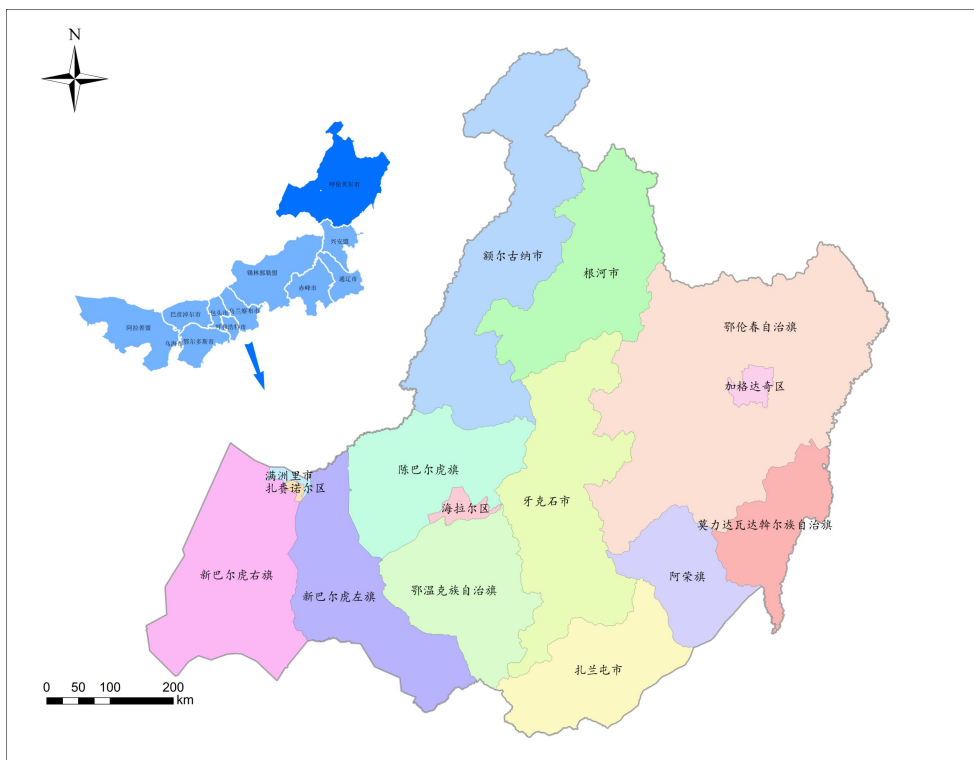 N
呼伦贝尔市
兴安盟
锡林郭勒盟
通辽市
赤峰市
巴彦淖尔市
包头市
乌兰察布市
呼和浩特市
阿拉善盟
乌海市
鄂尔多斯市
额尔古纳市
根河市
鄂伦春自治旗
加格达奇区
满洲里市
扎赉诺尔区
陈巴尔虎旗
海拉尔区
牙克石市
莫力达瓦达斡尔族自治旗
新巴尔虎右旗
新巴尔虎左旗
鄂温克族自治旗
阿荣旗
扎兰屯市
0 50 100 200
km